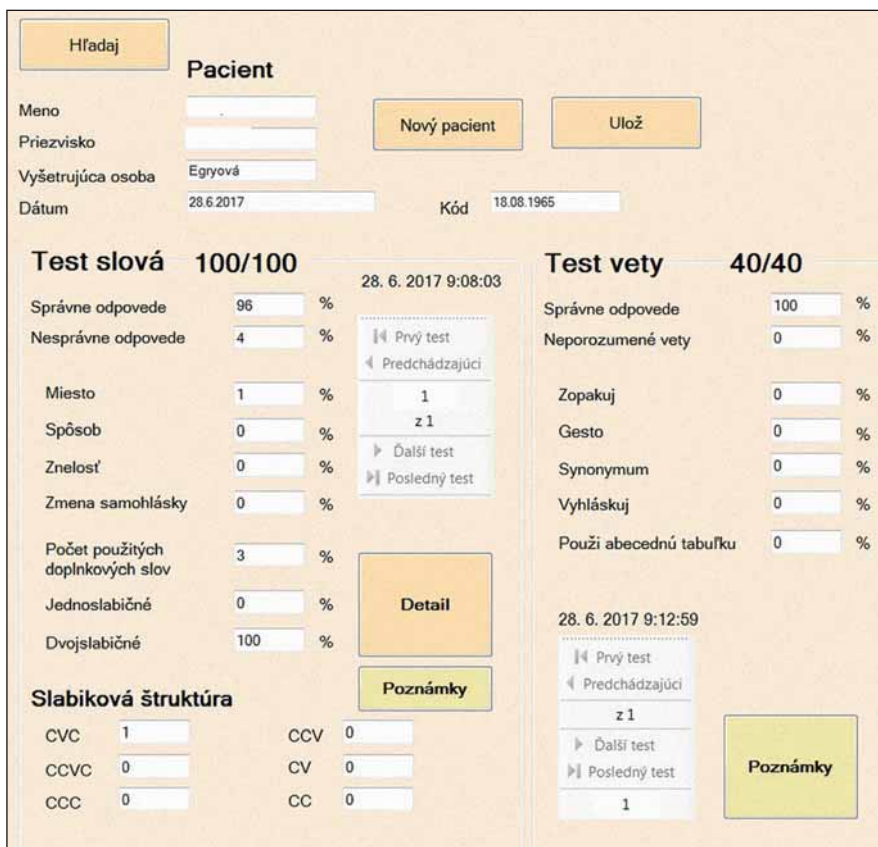 Hľadaj
Pacient
Meno
Nový pacient
Ulož
Priezvisko
Vyšetrujúca osoba Egryová
Dátum 28.6.2017 Kód 18.08.1965
Test slová 100/100
28. 6. 2017 9:08:03
Správne odpovede 96 %
Nesprávne odpovede 4 %
Miesto 1 %
Spôsob 0 %
Znelosť 0 %
Zmena samohlásky 0 %
Prvý test
Predchádzajúci
1
z 1
Ďalší test
Posledný test
Počet použitých
doplnkových slov 3 %
Jednoslabičné 0 %
Dvojslabičné 100 %
Detail
Poznámky
Slabiková štruktúra
CVC 1 CCV 0
CCVC 0 CV 0
CCC 0 CC 0
Test vety 40/40
Správne odpovede 100 %
Neporozumené vety 0 %
Zopakuj 0 %
Gesto 0 %
Synonymum 0 %
Vyhláskuj 0 %
Použi abecednú tabuľku 0 %
28. 6. 2017 9:12:59
Prvý test
Predchádzajúci
z 1
Ďalší test
Posledný test
1
Poznámky